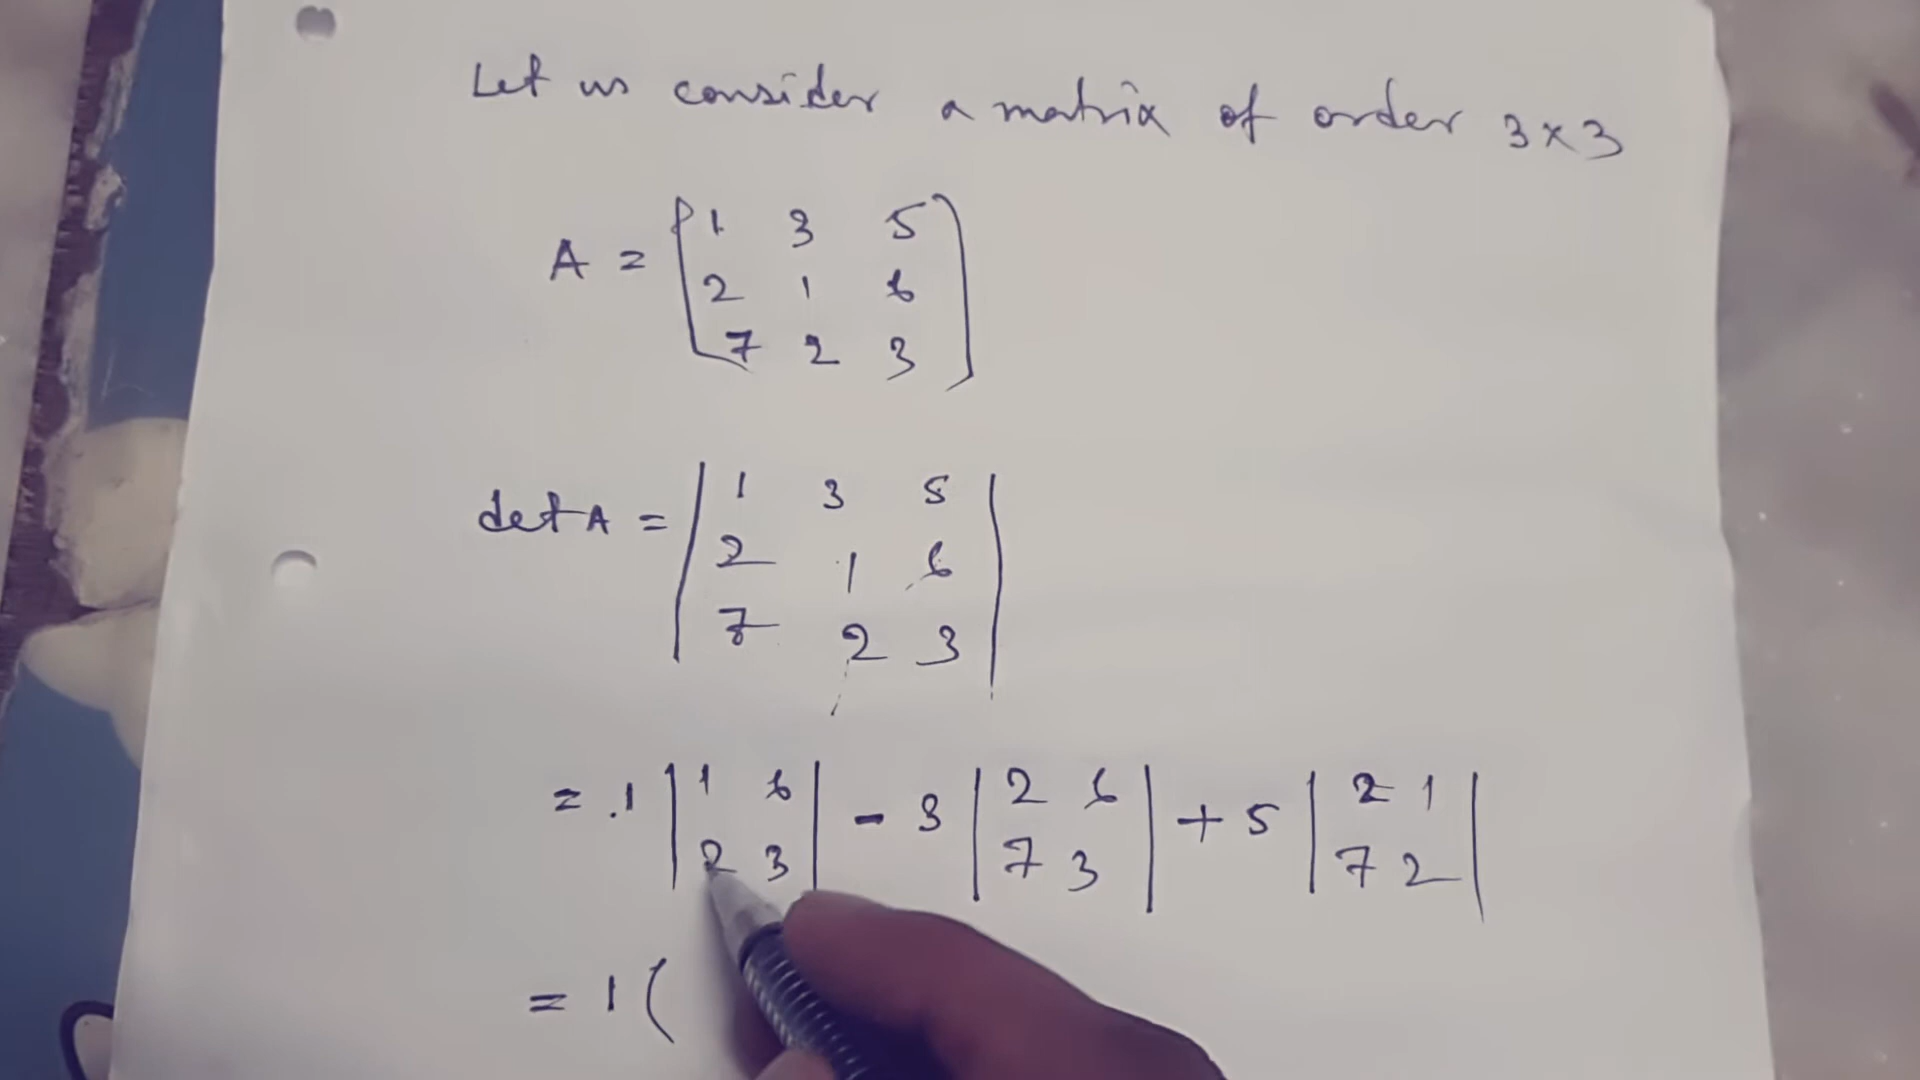 Let us consider a matrix of order 3×3
A = [1 3 5
2 1 6
7 2 3]
det A = |1 3 5
2 1 6
7 2 3|
= .1 |1 6 - 3 |2 6 + 5 |2 1
2 3| 7 3| 7 2|
= 1 (